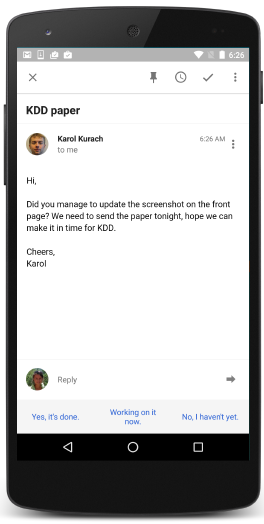 6:26
KDD paper
Karol Kurach
6:26 AM
to me
Hi,
Did you manage to update the screenshot on the front
page? We need to send the paper tonight, hope we can
make it in time for KDD.
Cheers,
Karol
Reply
Yes, it's done.
Working on it
now.
No, I haven't yet.